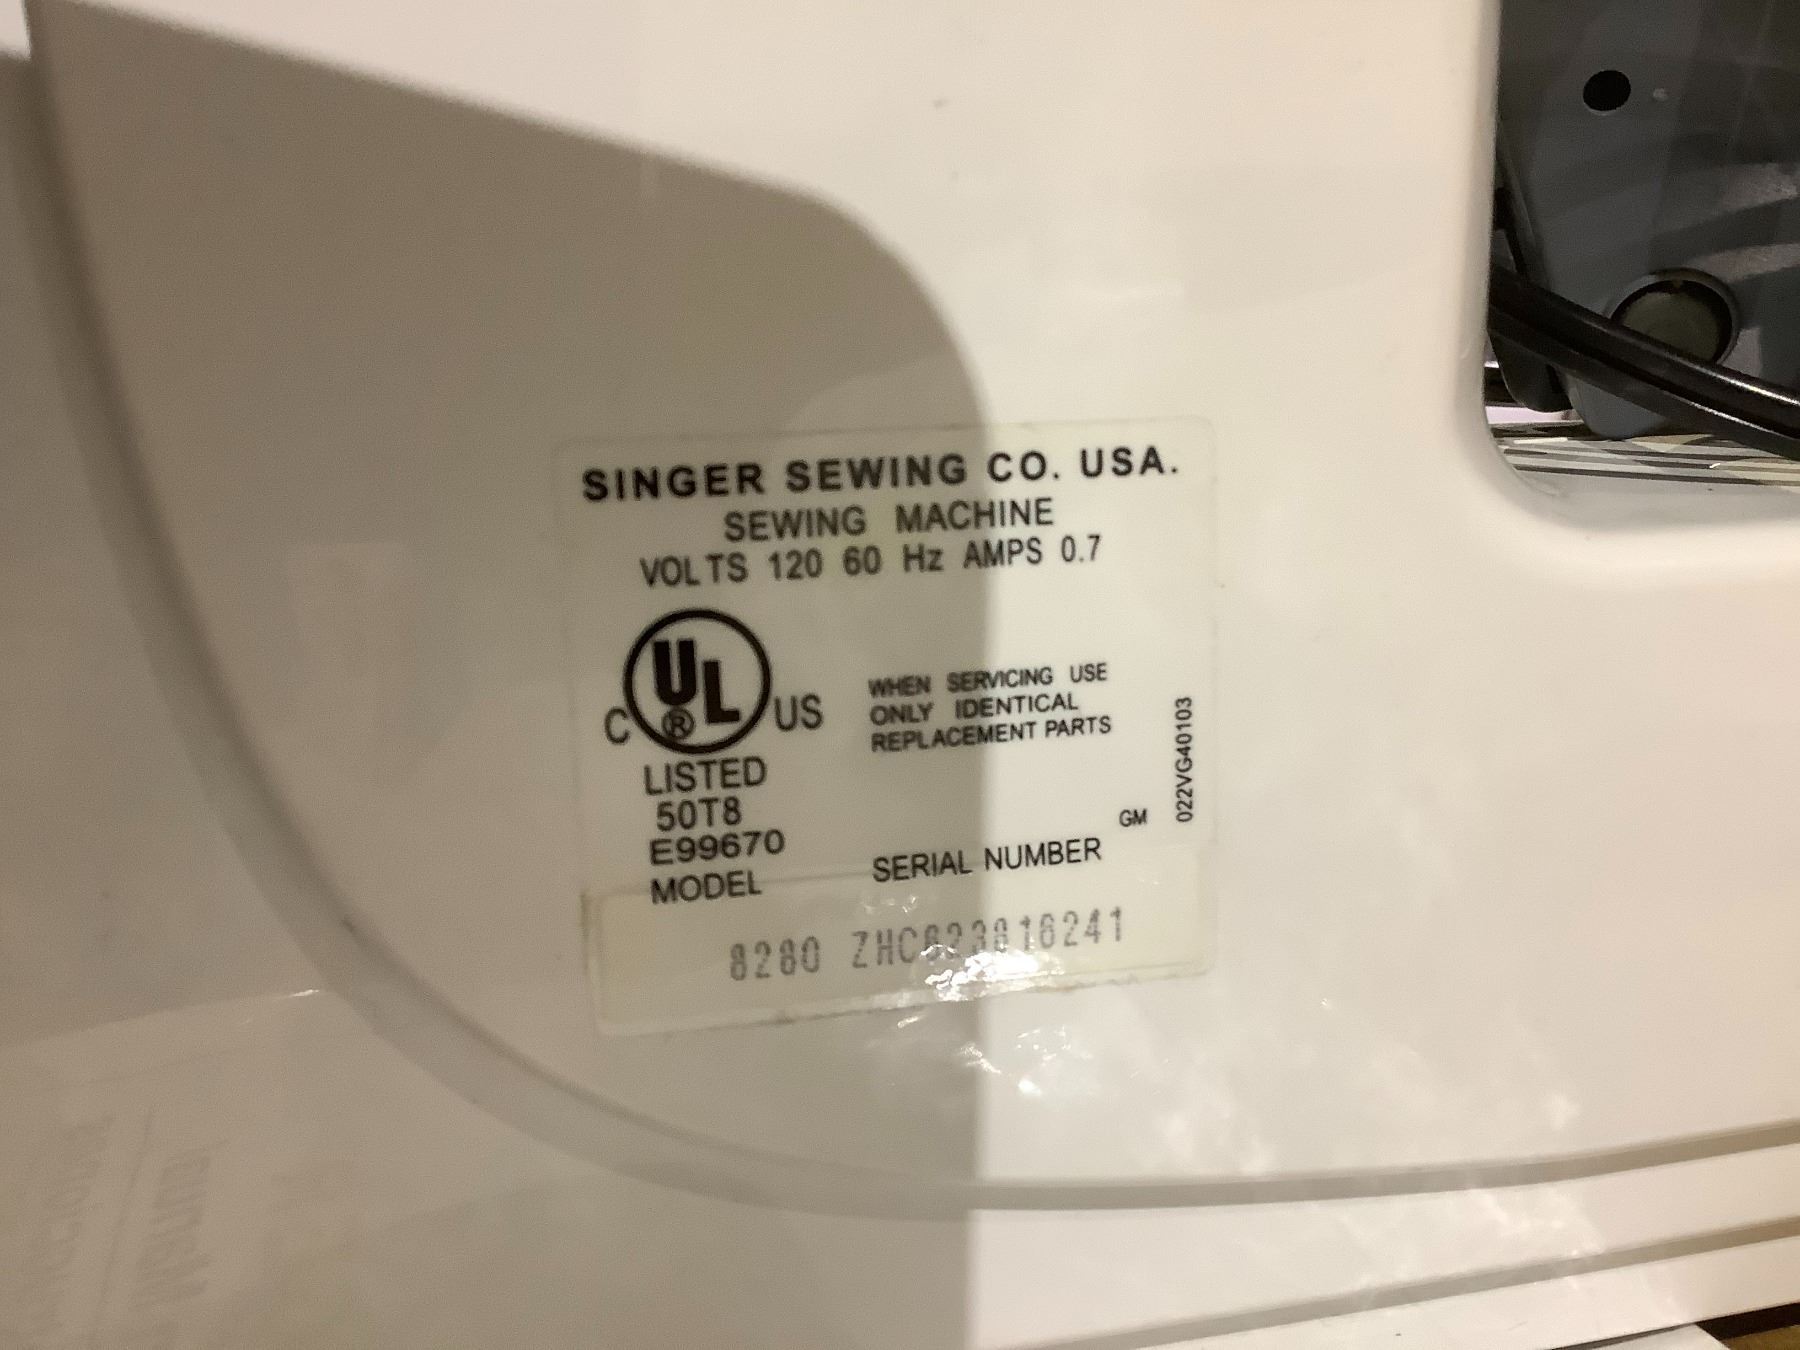 SINGER SEWING CO. USA.
SEWING MACHINE
VOLTS 120 60 Hz AMPS 0.7
C UL ® US
WHEN SERVICING USE
ONLY IDENTICAL
REPLACEMENT PARTS
LISTED
50T8
E99670
022VG40103
GM
MODEL SERIAL NUMBER
8280 ZHC623816241